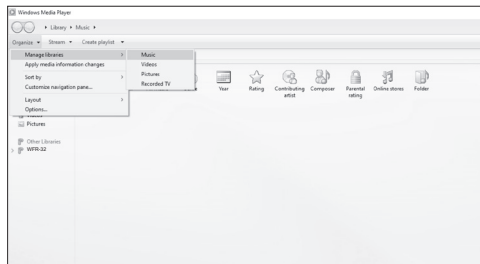 Windows Media Player
Library ▸ Music ▸
Organize Stream Create playlist
Manage libraries
Apply media information changes
Sort by
Customize navigation pane...
Layout
Options...
Music
Videos
Pictures
Recorded TV
Year
Rating
Contributing artist
Composer
Parental rating
Online stores
Folder
Pictures
Other Libraries
WFR-32